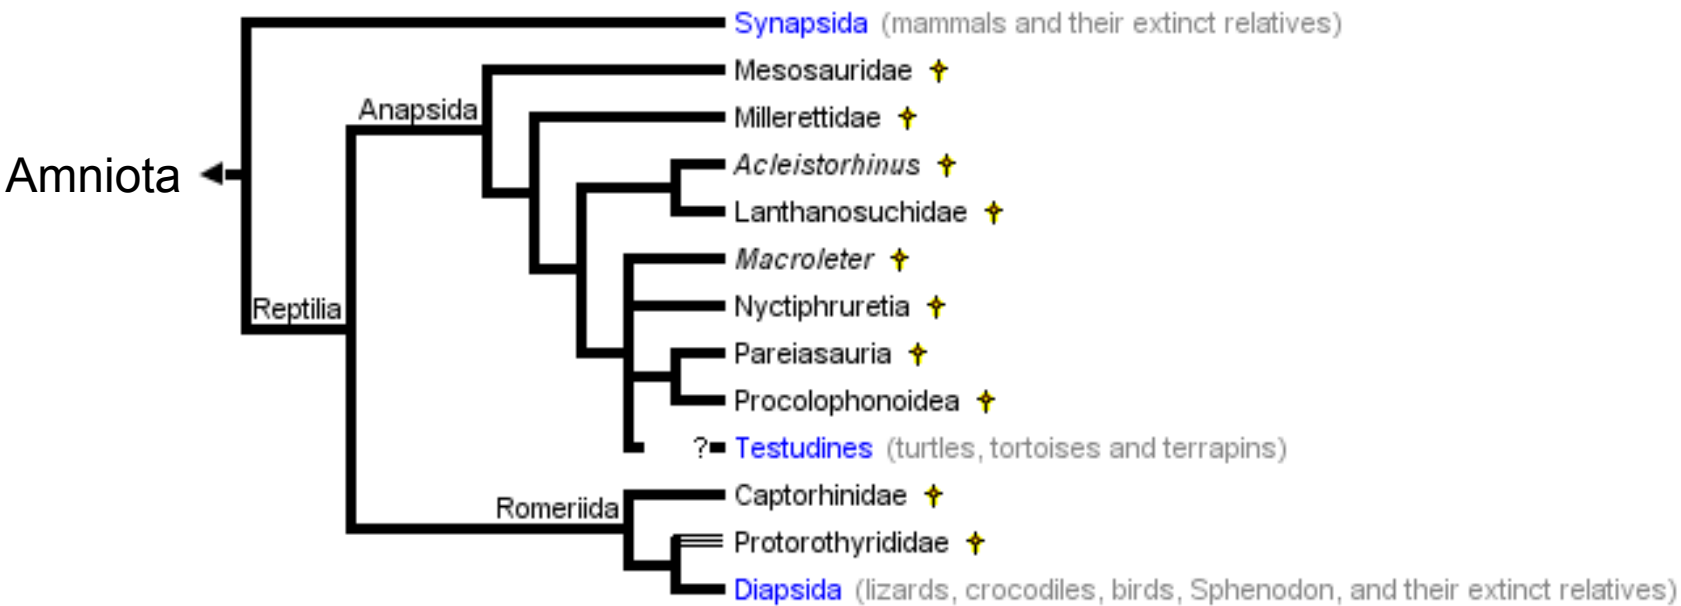 Synapsida (mammals and their extinct relatives)
Mesosauridae
Anapsida
Millerettidae
Acleistorhinus
Amniota
Lanthanosuchidae
Macroleter
Reptilia
Nyctiphruretia
Pareiasauria
Procolophonoidea
? Testudines (turtles, tortoises and terrapins)
Captorhinidae
Romeriida
Protorothyrididae
Diapsida (lizards, crocodiles, birds, Sphenodon, and their extinct relatives)